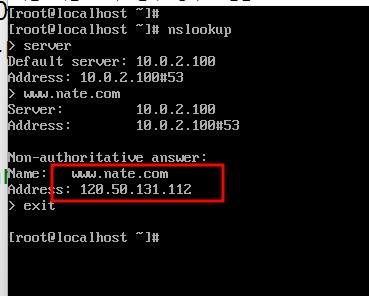 [root@localhost ~]#
[root@localhost ~]# nslookup
> server
Default server: 10.0.2.100
Address: 10.0.2.100#53
> www.nate.com
Server: 10.0.2.100
Address: 10.0.2.100#53
Non-authoritative answer:
Name: www.nate.com
Address: 120.50.131.112
> exit
[root@localhost ~]#